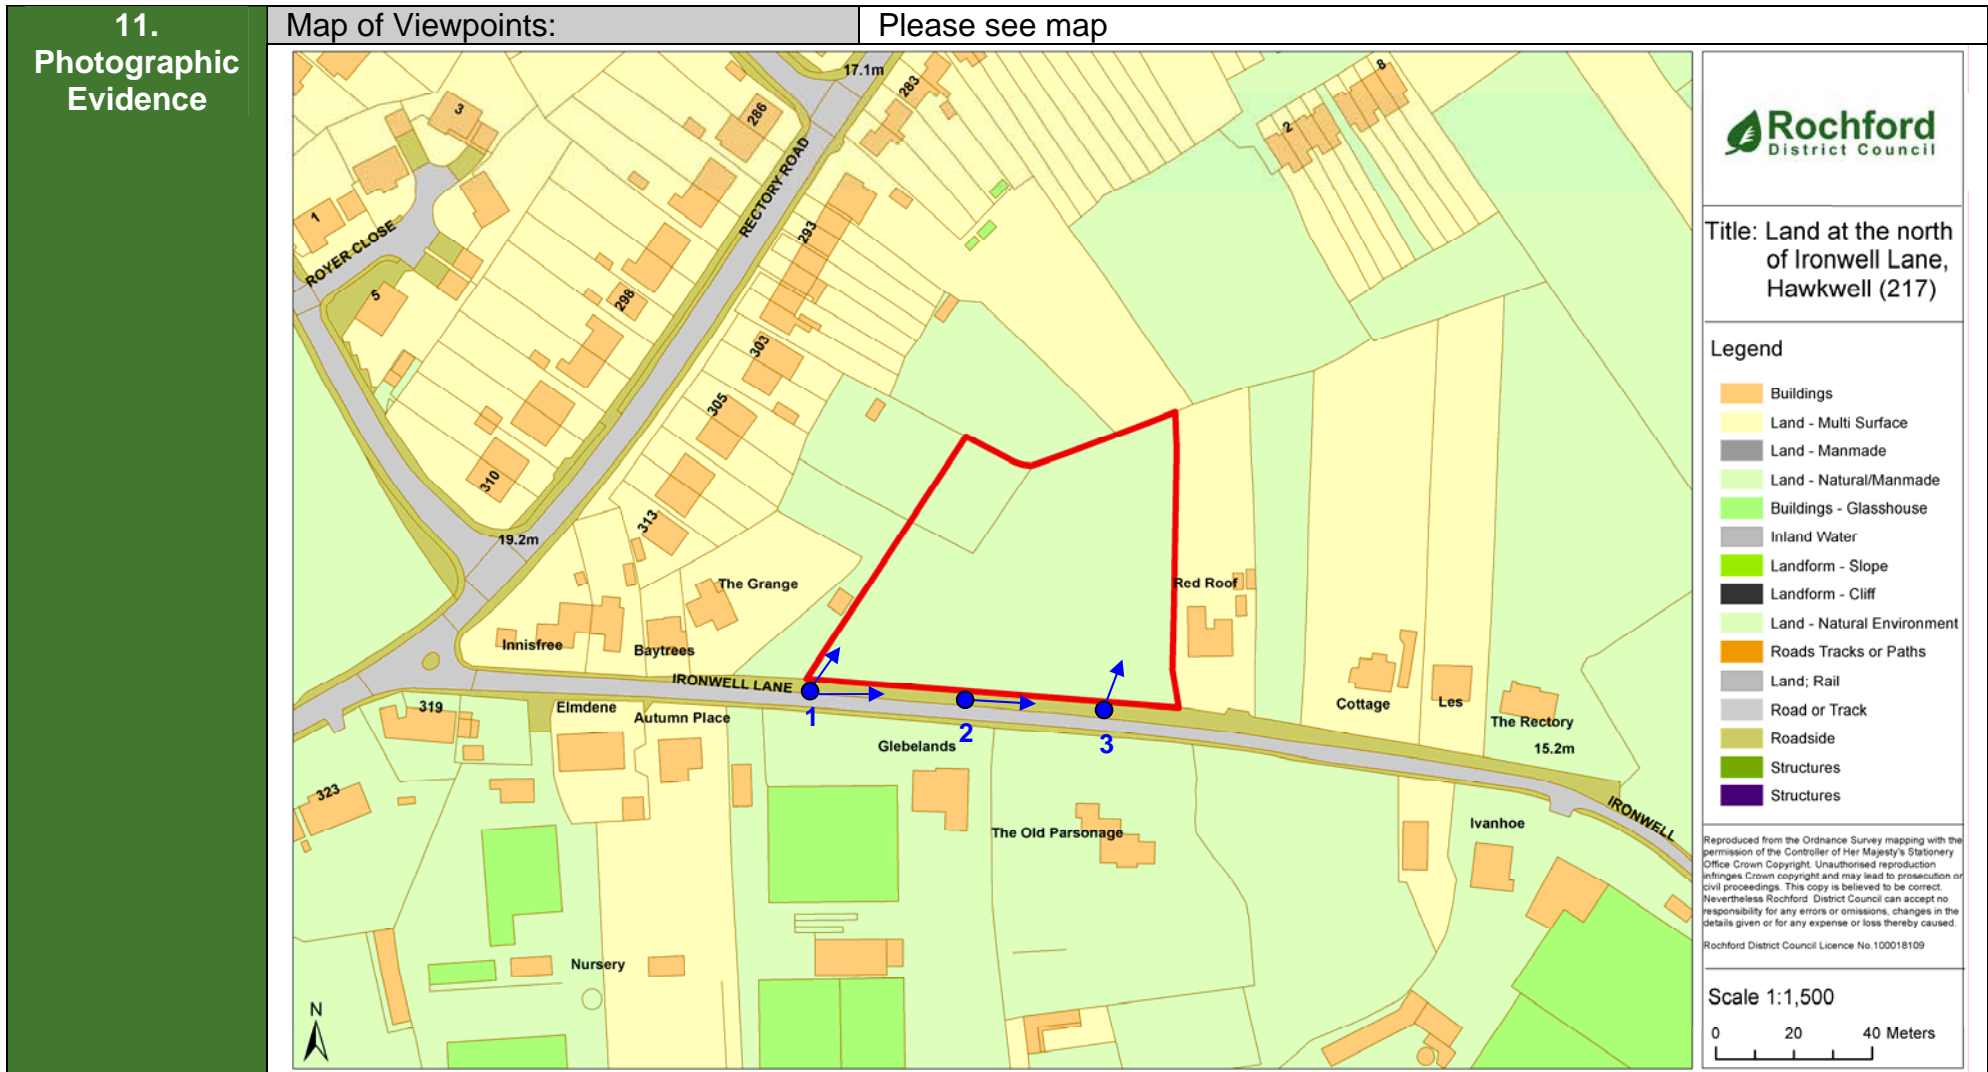 11.
Photographic
Evidence
Map of Viewpoints:
Please see map
17.1m
283
8
3
286
2
RECTORY ROAD
1
ROYER CLOSE
293
5
298
303
305
310
313
19.2m
The Grange
Red Roof
Innisfree
Baytrees
IRONWELL LANE
319
Elmdene
Autumn Place
1
2
3
Glebelands
Cottage
Les
The Rectory
15.2m
323
The Old Parsonage
Ivanhoe
IRONWELL
Nursery
N
Rochford
District Council
Title: Land at the north
of Ironwell Lane,
Hawkwell (217)
Legend
Buildings
Land - Multi Surface
Land - Manmade
Land - Natural/Manmade
Buildings - Glasshouse
Inland Water
Landform - Slope
Landform - Cliff
Land - Natural Environment
Roads Tracks or Paths
Land; Rail
Road or Track
Roadside
Structures
Structures
Reproduced from the Ordnance Survey mapping with the
permission of the Controller of Her Majesty's Stationery
Office Crown Copyright. Unauthorised reproduction
infringes Crown copyright and may lead to prosecution or
civil proceedings. This copy is believed to be correct.
Nevertheless Rochford District Council can accept no
responsibility for any errors or omissions, changes in the
details given or for any expense or loss thereby caused.
Rochford District Council Licence No.100018109
Scale 1:1,500
0 20 40 Meters